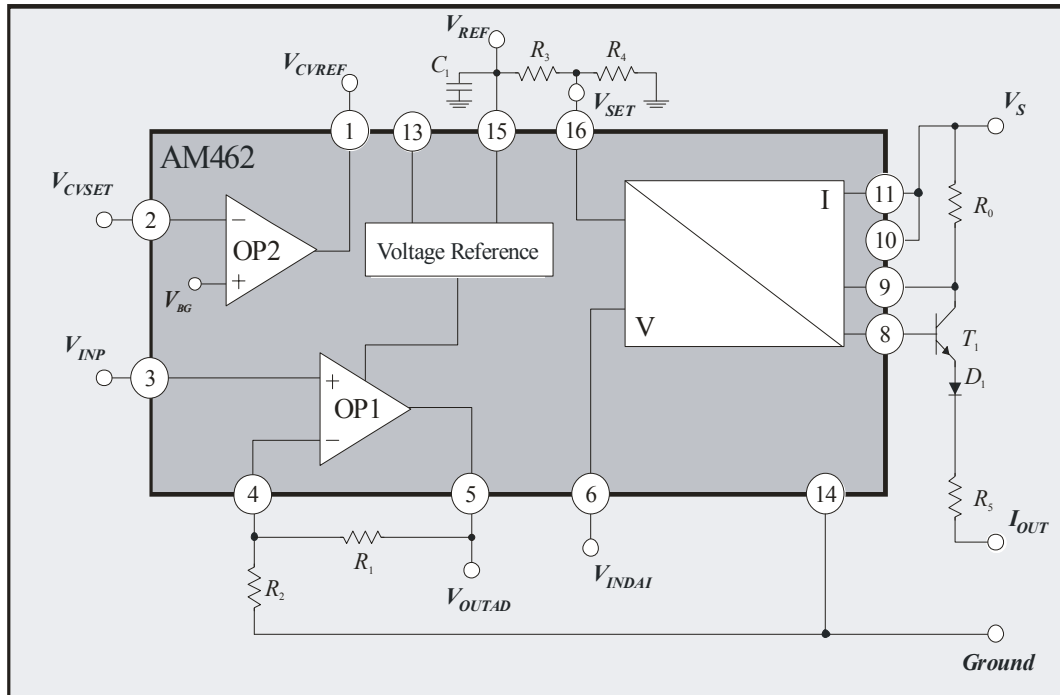 V_REF
R_3
R_4
V_CVREF
C_1
V_SET
V_S
1
13
15
16
AM462
V_CVSET
I
11
R_0
2
−
10
OP2
Voltage Reference
+
V_BG
9
V
8
V_INP
T_1
3
D_1
+
OP1
−
4
5
6
14
R_5
I_OUT
R_1
R_2
V_INDAI
V_OUTAD
Ground